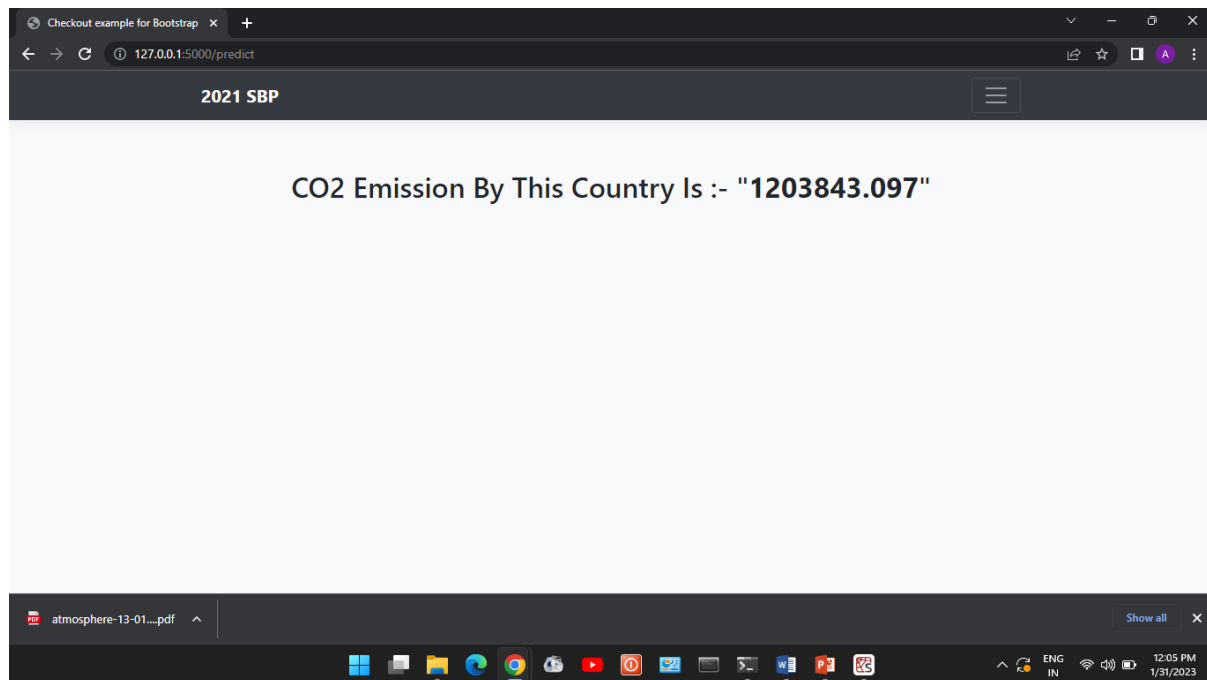 Checkout example for Bootstrap
127.0.0.1:5000/predict
A
2021 SBP
CO2 Emission By This Country Is :- "1203843.097"
PDF
atmosphere-13-01....pdf
Show all
ENG
IN
12:05 PM
1/31/2023